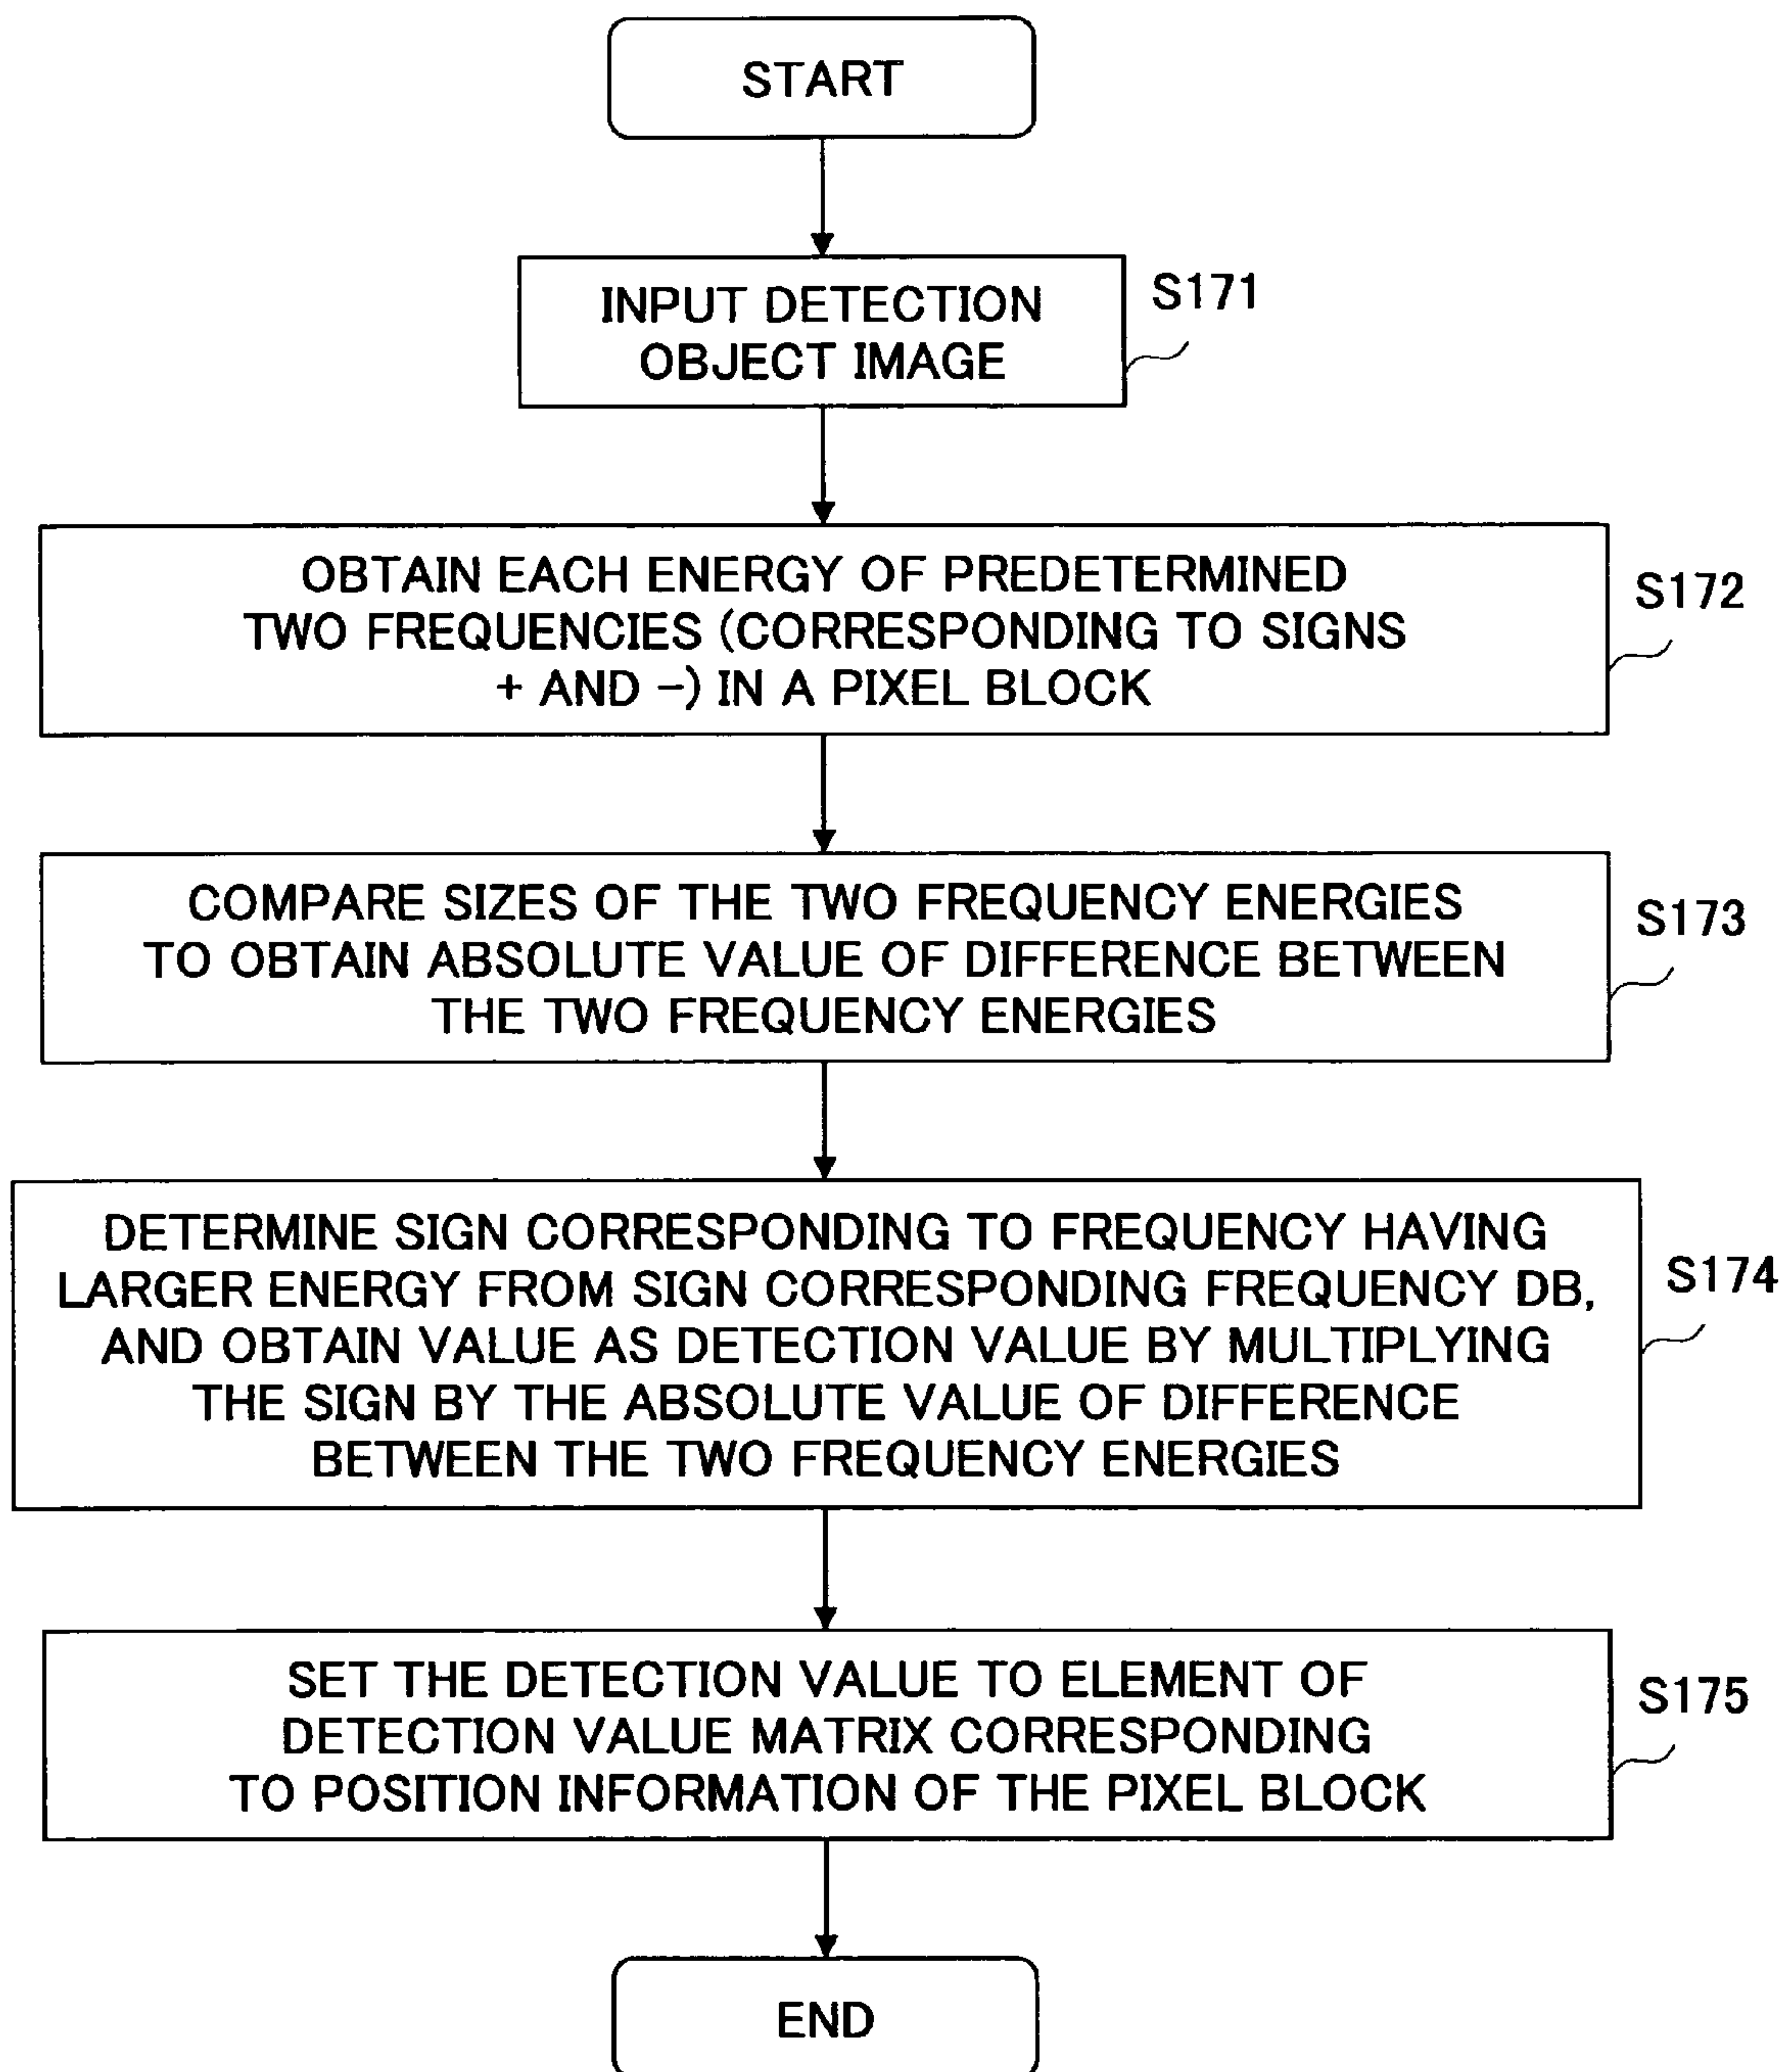 START
INPUT DETECTION
OBJECT IMAGE
S171
OBTAIN EACH ENERGY OF PREDETERMINED
TWO FREQUENCIES (CORRESPONDING TO SIGNS
+ AND −) IN A PIXEL BLOCK
S172
COMPARE SIZES OF THE TWO FREQUENCY ENERGIES
TO OBTAIN ABSOLUTE VALUE OF DIFFERENCE BETWEEN
THE TWO FREQUENCY ENERGIES
S173
DETERMINE SIGN CORRESPONDING TO FREQUENCY HAVING
LARGER ENERGY FROM SIGN CORRESPONDING FREQUENCY DB,
AND OBTAIN VALUE AS DETECTION VALUE BY MULTIPLYING
THE SIGN BY THE ABSOLUTE VALUE OF DIFFERENCE
BETWEEN THE TWO FREQUENCY ENERGIES
S174
SET THE DETECTION VALUE TO ELEMENT OF
DETECTION VALUE MATRIX CORRESPONDING
TO POSITION INFORMATION OF THE PIXEL BLOCK
S175
END